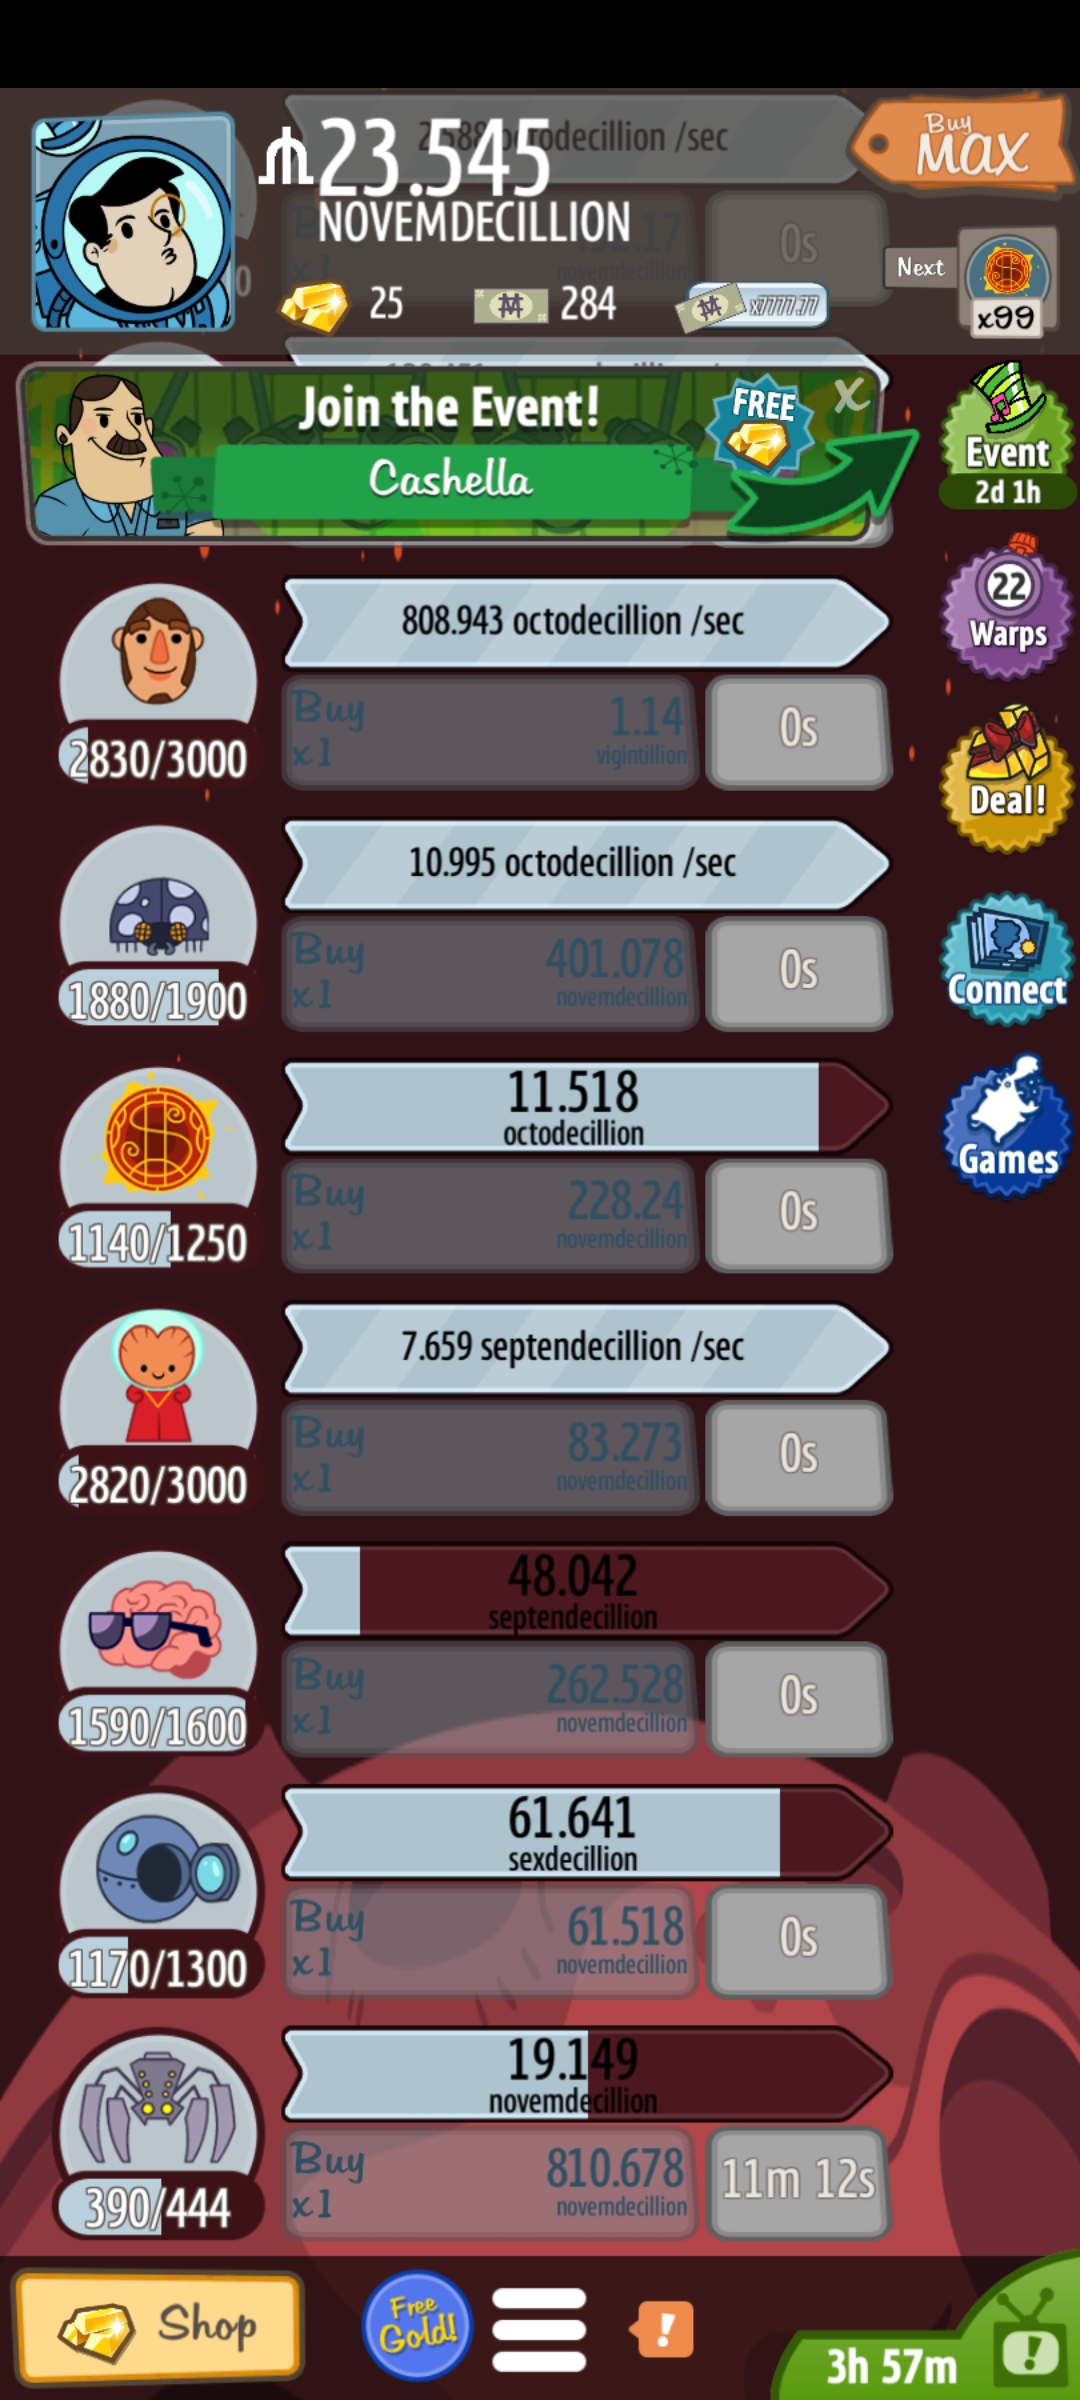 23.545
NOVEMDECILLION
octodecillion /sec
Buy
MAX
0s
Next
x99
25
284
x7777.77
Join the Event!
FREE
X
Cashella
Event
2d 1h
808.943 octodecillion /sec
Buy
x1
1.14
vigintillion
0s
2830/3000
22
Warps
Deal!
10.995 octodecillion /sec
Buy
x1
401.078
novemdecillion
0s
1880/1900
Connect
11.518
octodecillion
Buy
x1
228.24
novemdecillion
0s
1140/1250
Games
7.659 septendecillion /sec
Buy
x1
83.273
novemdecillion
0s
2820/3000
48.042
septendecillion
Buy
x1
262.528
novemdecillion
0s
1590/1600
61.641
sexdecillion
Buy
x1
61.518
novemdecillion
0s
1170/1300
19.149
novemdecillion
Buy
x1
810.678
novemdecillion
11m 12s
390/444
Shop
Free
Gold!
!
3h 57m
!